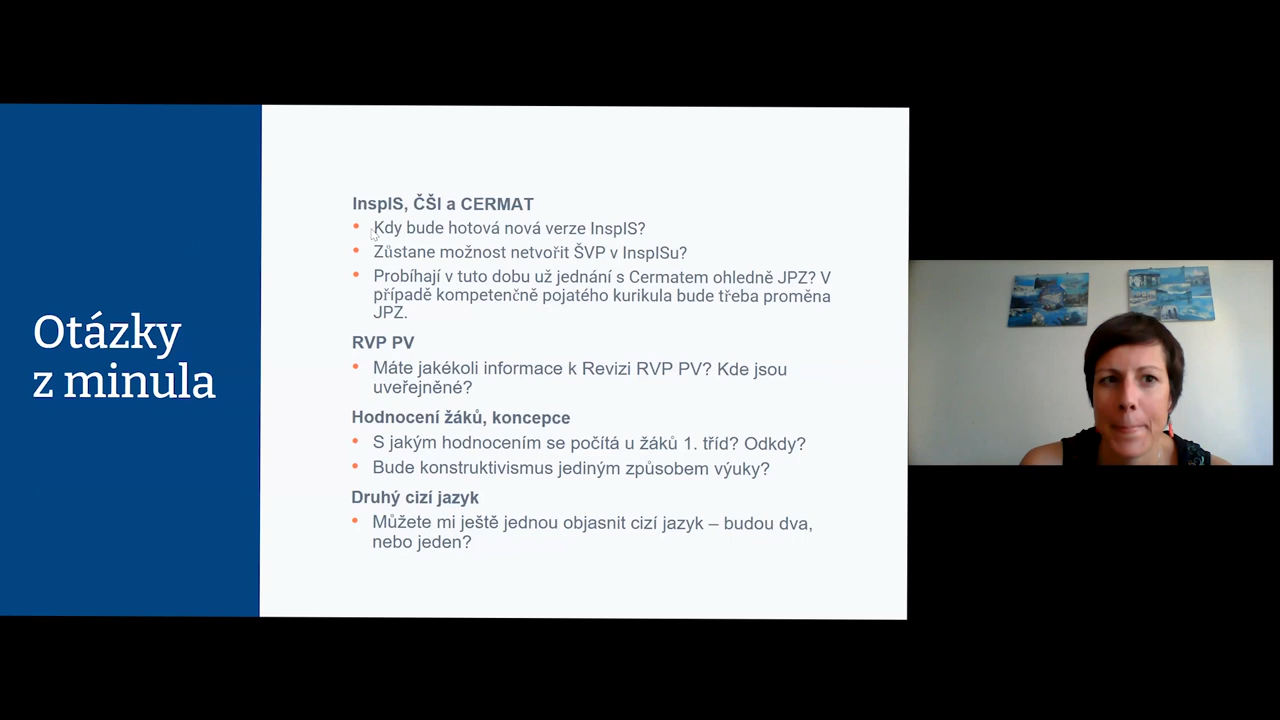 Otázky
z minula
InspIS, ČŠI a CERMAT
Kdy bude hotová nová verze InspIS?
Zůstane možnost netvořit ŠVP v InspISu?
Probíhají v tuto dobu už jednání s Cermatem ohledně JPZ? V
případě kompetenčně pojatého kurikula bude třeba proměna
JPZ.
RVP PV
Máte jakékoli informace k Revizi RVP PV? Kde jsou
uveřejněné?
Hodnocení žáků, koncepce
S jakým hodnocením se počítá u žáků 1. tříd? Odkdy?
Bude konstruktivismus jediným způsobem výuky?
Druhý cizí jazyk
Můžete mi ještě jednou objasnit cizí jazyk – budou dva,
nebo jeden?